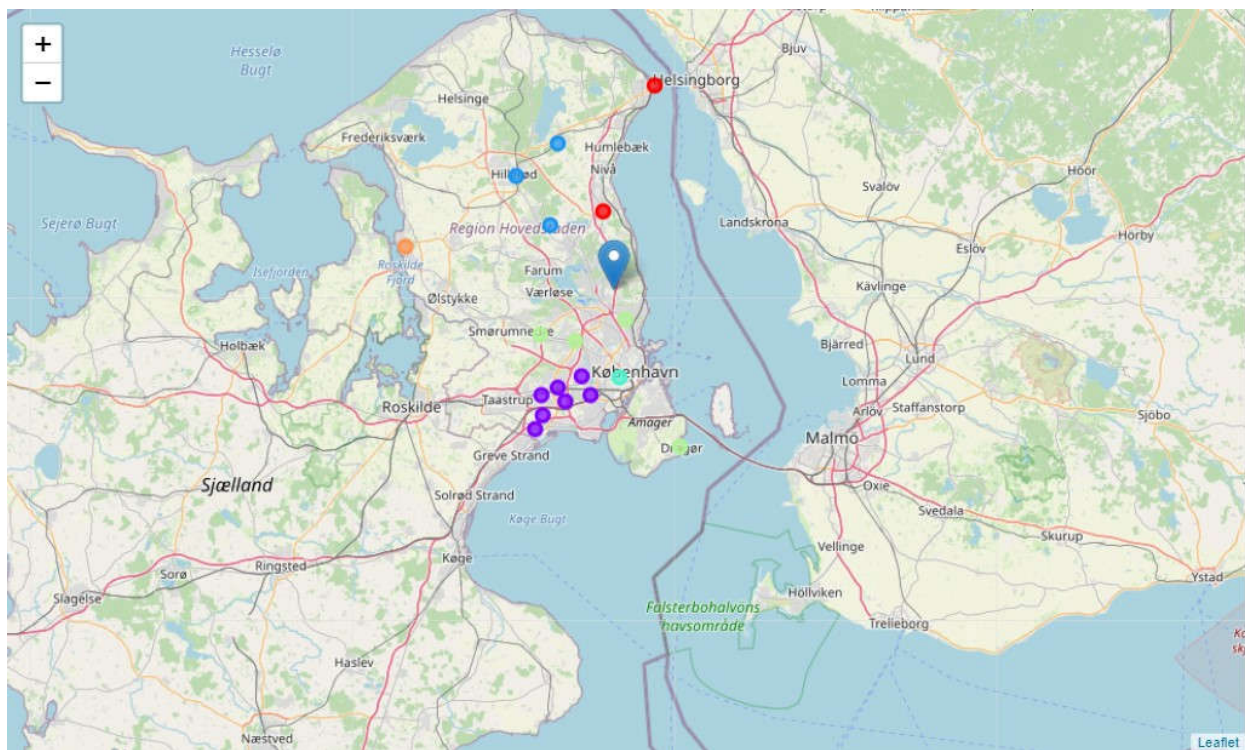 +
−
Hesselø
Bugt
Bjuv
Helsingborg
Helsinge
Frederiksværk
Humlebæk
Nivå
Höör
Svalöv
Sejerø Bugt
Landskrona
Hörby
Region Hovedstaden
Eslöv
Roskilde
Fjord
Isefjorden
Farum
Værløse
Ølstykke
Kävlinge
Holbæk
Bjärred
Lund
København
Lomma
Taastrup
Roskilde
Arlöv
Staffanstorp
Sjöbo
Amager
Malmö
Greve Strand
Sjælland
Oxie
Solrød Strand
Svedala
Køge Bugt
Skurup
Vellinge
Køge
Ringsted
Sorø
Ystad
Slagelse
Höllviken
Falsterbohalvöns
havsområde
Trelleborg
Haslev
Næstved
Leaflet